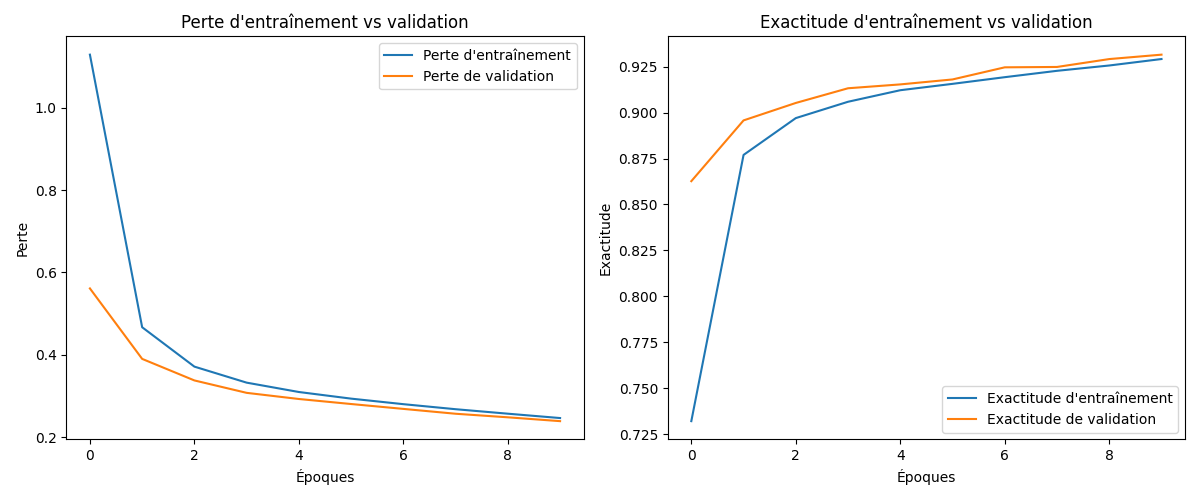 Perte d'entraînement vs validation
Perte d'entraînement
Perte de validation
1.0
0.8
0.6
0.4
0.2
Perte
0
2
4
6
8
Époques
Exactitude d'entraînement vs validation
0.925
0.900
0.875
0.850
0.825
0.800
0.775
0.750
0.725
Exactitude
Exactitude d'entraînement
Exactitude de validation
0
2
4
6
8
Époques